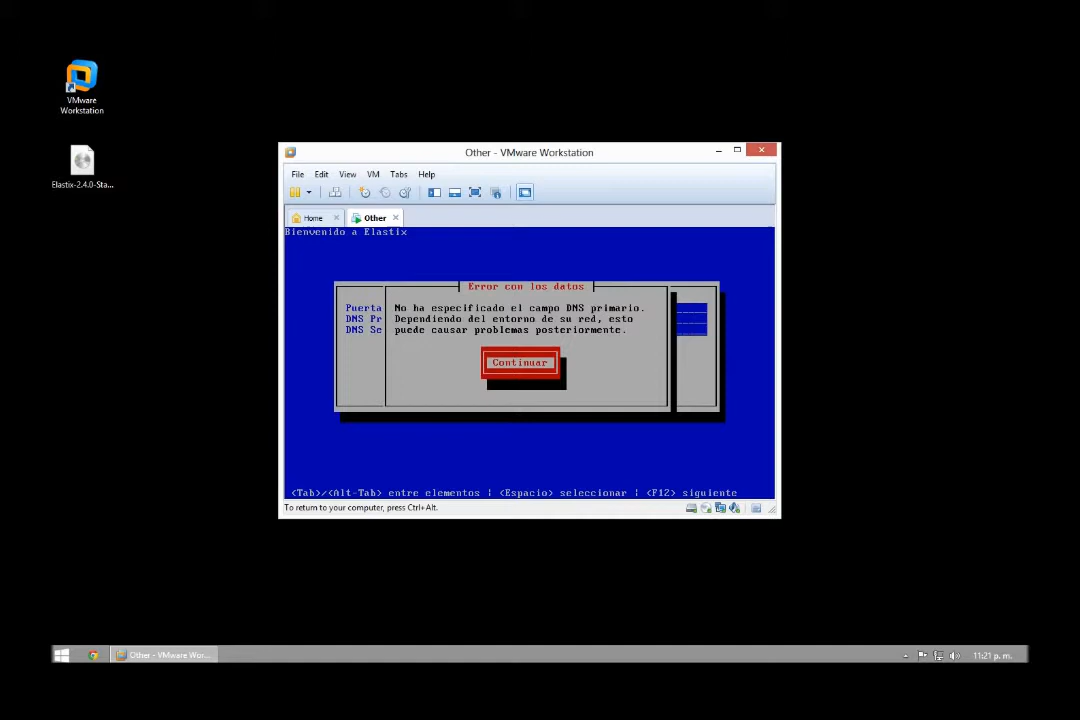 VMware
Workstation
Elastix-2.4.0-Sta...
Other - VMware Workstation
File Edit View VM Tabs Help
Home Other
Bienvenido a Elastix
Error con los datos
Puerta
DNS Pr
DNS Se
No ha especificado el campo DNS primario.
Dependiendo del entorno de su red, esto
puede causar problemas posteriormente.
Continuar
<Tab>/<Alt-Tab> entre elementos ¦ <Espacio> seleccionar ¦ <F12> siguiente
To return to your computer, press Ctrl+Alt.
Other - VMware Wor...
11:21 p. m.